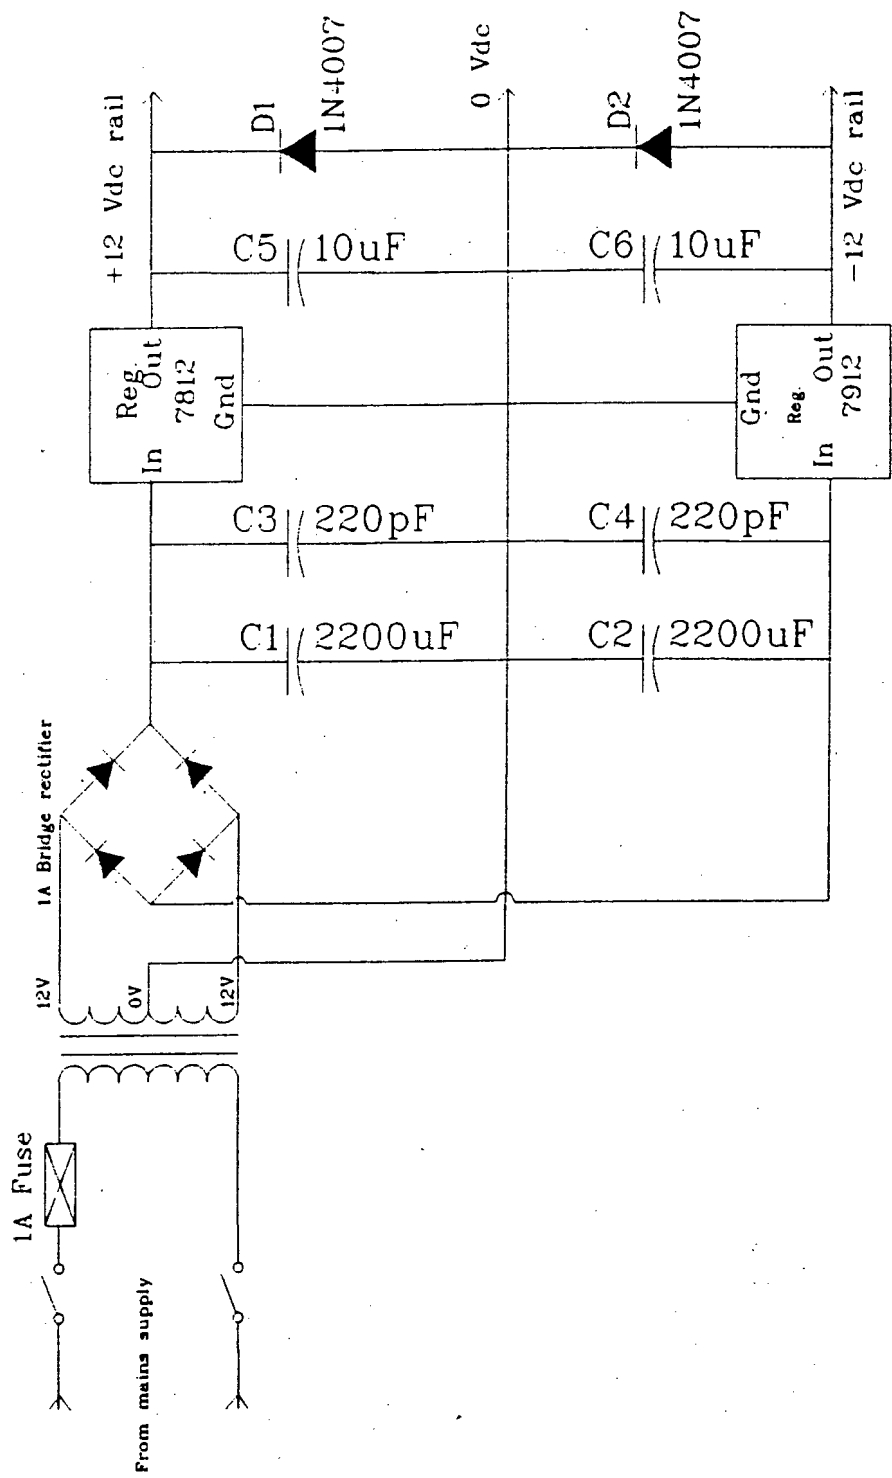 From mains supply
1A Fuse
12V
0V
12V
1A Bridge rectifier
C1
2200uF
C2
2200uF
C3
220pF
C4
220pF
In
Reg.
7812
Out
Gnd
In
Reg.
7912
Out
Gnd
C5
10uF
C6
10uF
+12 Vdc rail
D1
1N4007
0 Vdc
D2
1N4007
-12 Vdc rail